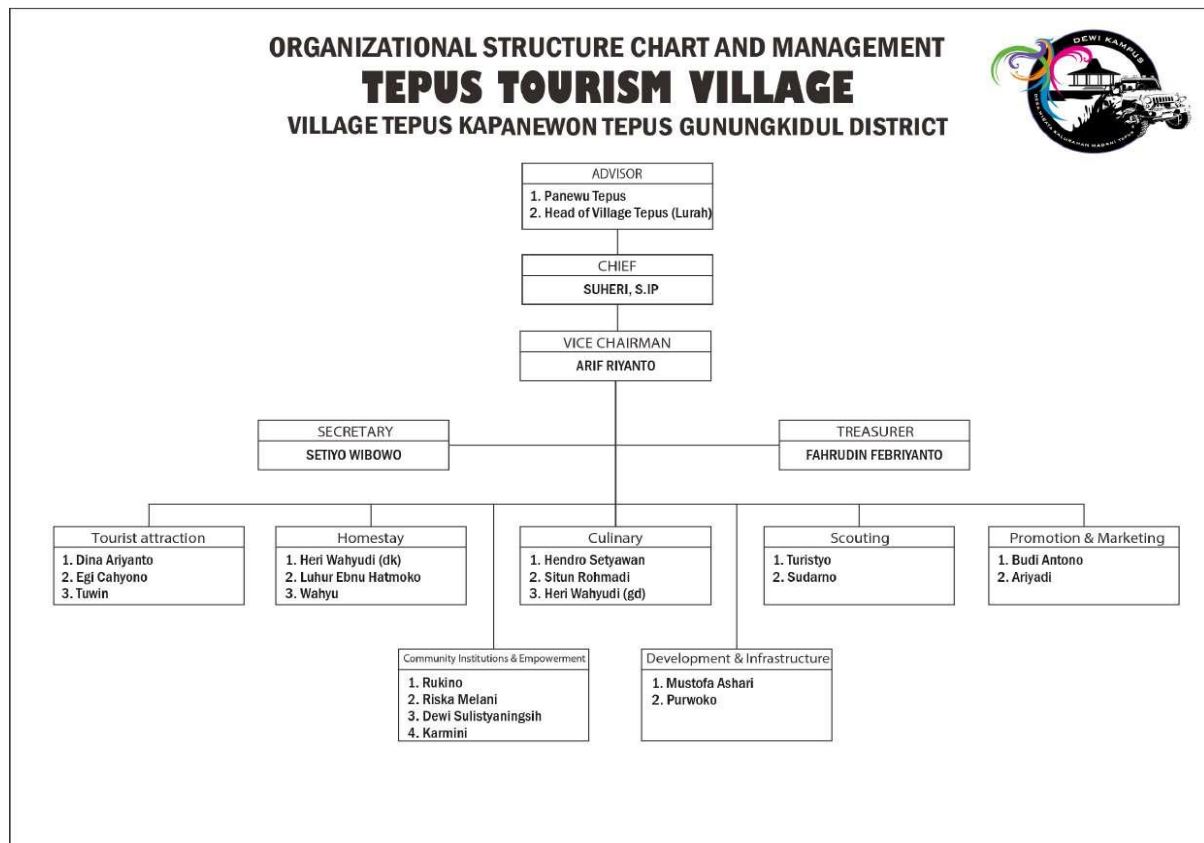 ORGANIZATIONAL STRUCTURE CHART AND MANAGEMENT
TEPUS TOURISM VILLAGE
VILLAGE TEPUS KAPANEWON TEPUS GUNUNGKIDUL DISTRICT
DEWI KAMPUS
DESA WISATA KALURAHAN MADANI TEPUS
ADVISOR
1. Panewu Tepus
2. Head of Village Tepus (Lurah)
CHIEF
SUHERI, S.IP
VICE CHAIRMAN
ARIF RIYANTO
SECRETARY
SETIYO WIBOWO
TREASURER
FAHRUDIN FEBRIYANTO
Tourist attraction
1. Dina Ariyanto
2. Egi Cahyono
3. Tuwin
Homestay
1. Heri Wahyudi (dk)
2. Luhur Ebnu Hatmoko
3. Wahyu
Culinary
1. Hendro Setyawan
2. Situn Rohmadi
3. Heri Wahyudi (gd)
Scouting
1. Turistyo
2. Sudarno
Promotion & Marketing
1. Budi Antono
2. Ariyadi
Community Institutions & Empowerment
1. Rukino
2. Riska Melani
3. Dewi Sulistyaningsih
4. Karmini
Development & Infrastructure
1. Mustofa Ashari
2. Purwoko